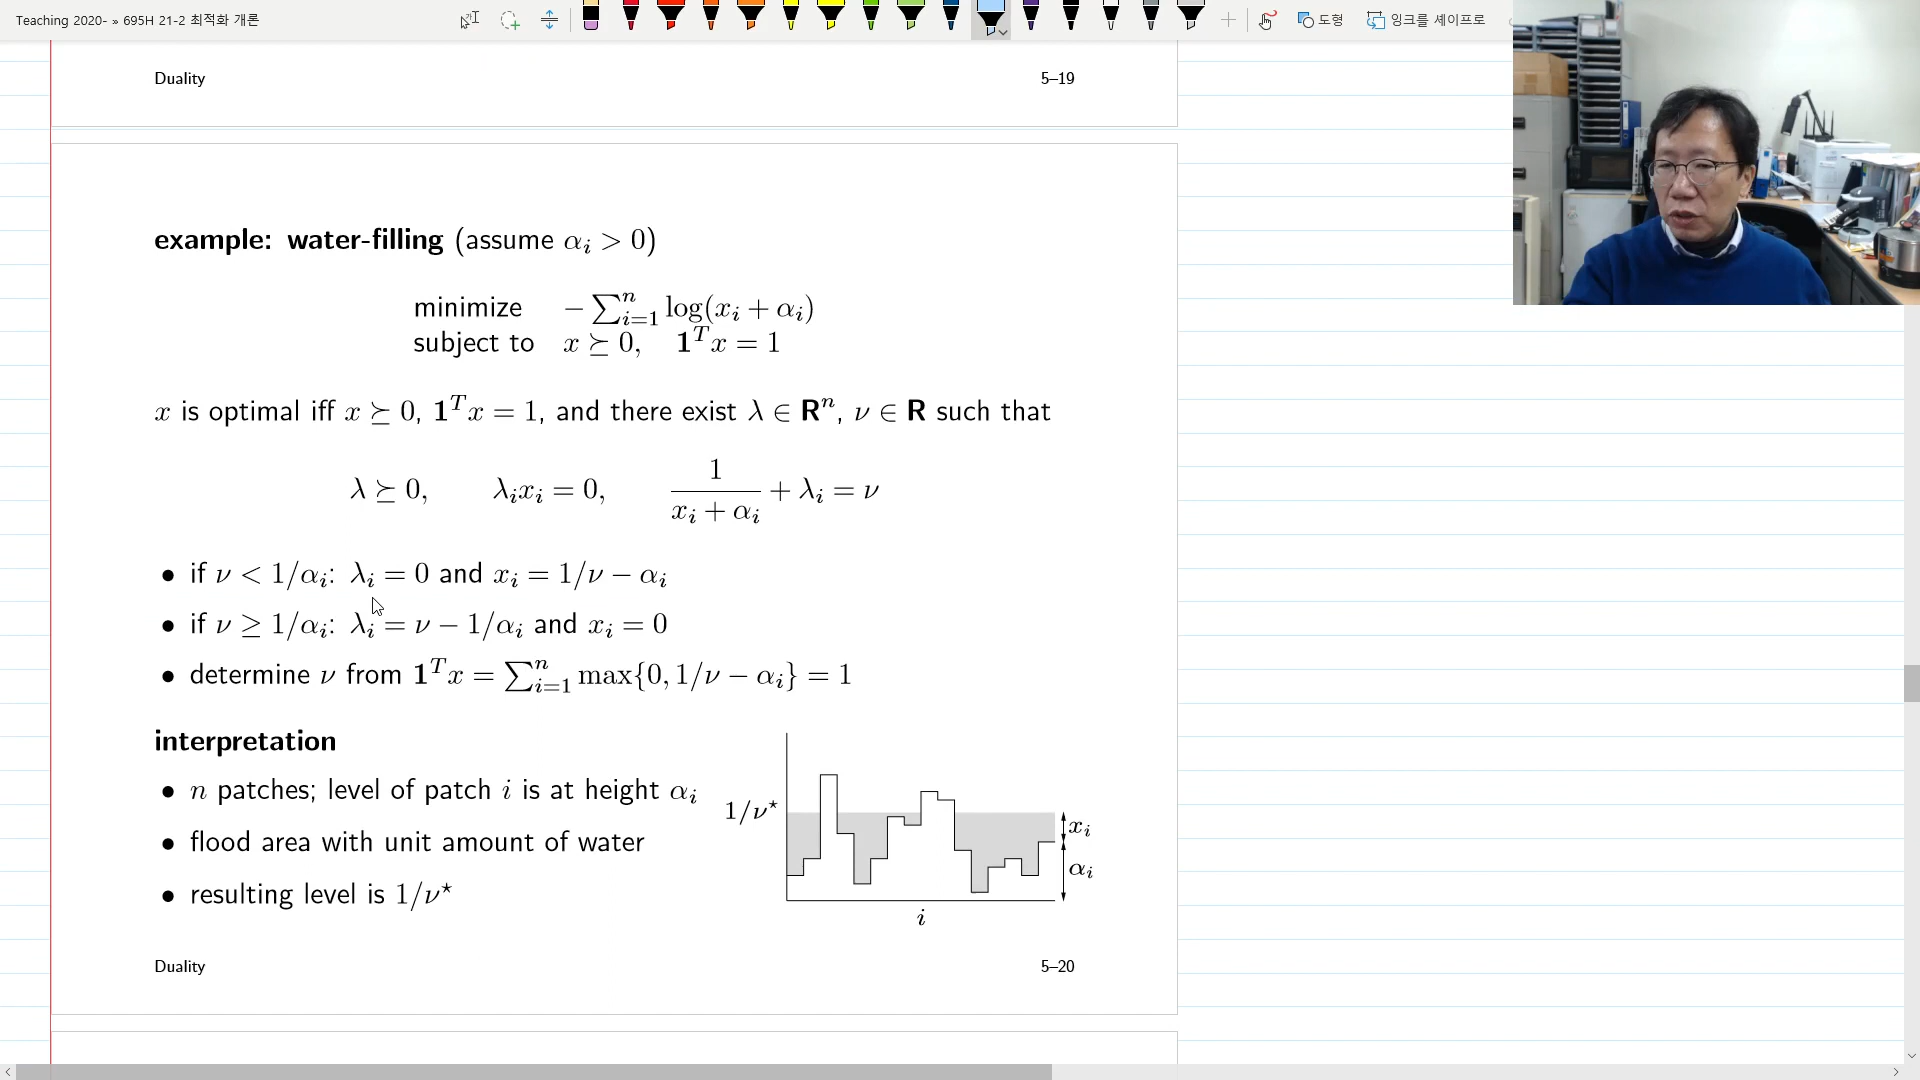 Teaching 2020- » 695H 21-2 최적화 개론
도형
잉크를 셰이프로
Duality 5–19
example: water-filling (assume αᵢ > 0)
minimize −∑ⁿᵢ₌₁ log(xᵢ + αᵢ)
subject to x ⪰ 0, 1ᵀx = 1
x is optimal iff x ⪰ 0, 1ᵀx = 1, and there exist λ ∈ Rⁿ, ν ∈ R such that
λ ⪰ 0, λᵢxᵢ = 0, 1/(xᵢ + αᵢ) + λᵢ = ν
• if ν < 1/αᵢ: λᵢ = 0 and xᵢ = 1/ν − αᵢ
• if ν ≥ 1/αᵢ: λᵢ = ν − 1/αᵢ and xᵢ = 0
• determine ν from 1ᵀx = ∑ⁿᵢ₌₁ max{0, 1/ν − αᵢ} = 1
interpretation
• n patches; level of patch i is at height αᵢ
• flood area with unit amount of water
• resulting level is 1/ν⋆
1/ν⋆
xᵢ
αᵢ
i
Duality 5–20